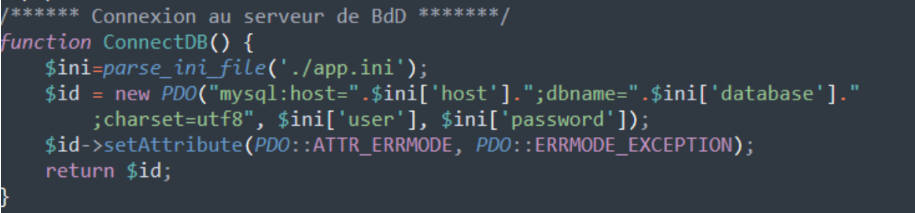 /****** Connexion au serveur de BdD *******/
function ConnectDB() {
    $ini=parse_ini_file('./app.ini');
    $id = new PDO("mysql:host=".$ini['host'].";dbname=".$ini['database']."
        ;charset=utf8", $ini['user'], $ini['password']);
    $id->setAttribute(PDO::ATTR_ERRMODE, PDO::ERRMODE_EXCEPTION);
    return $id;
}